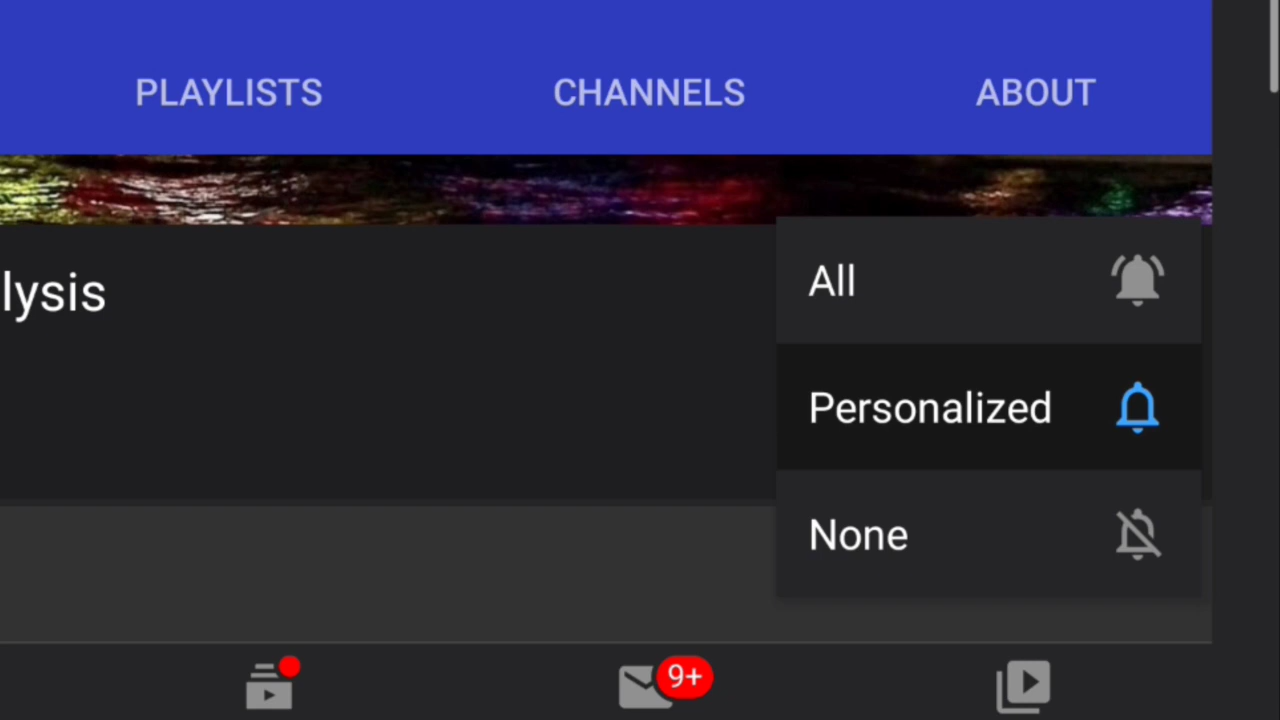 PLAYLISTS CHANNELS ABOUT
lysis
All
Personalized
None
9+